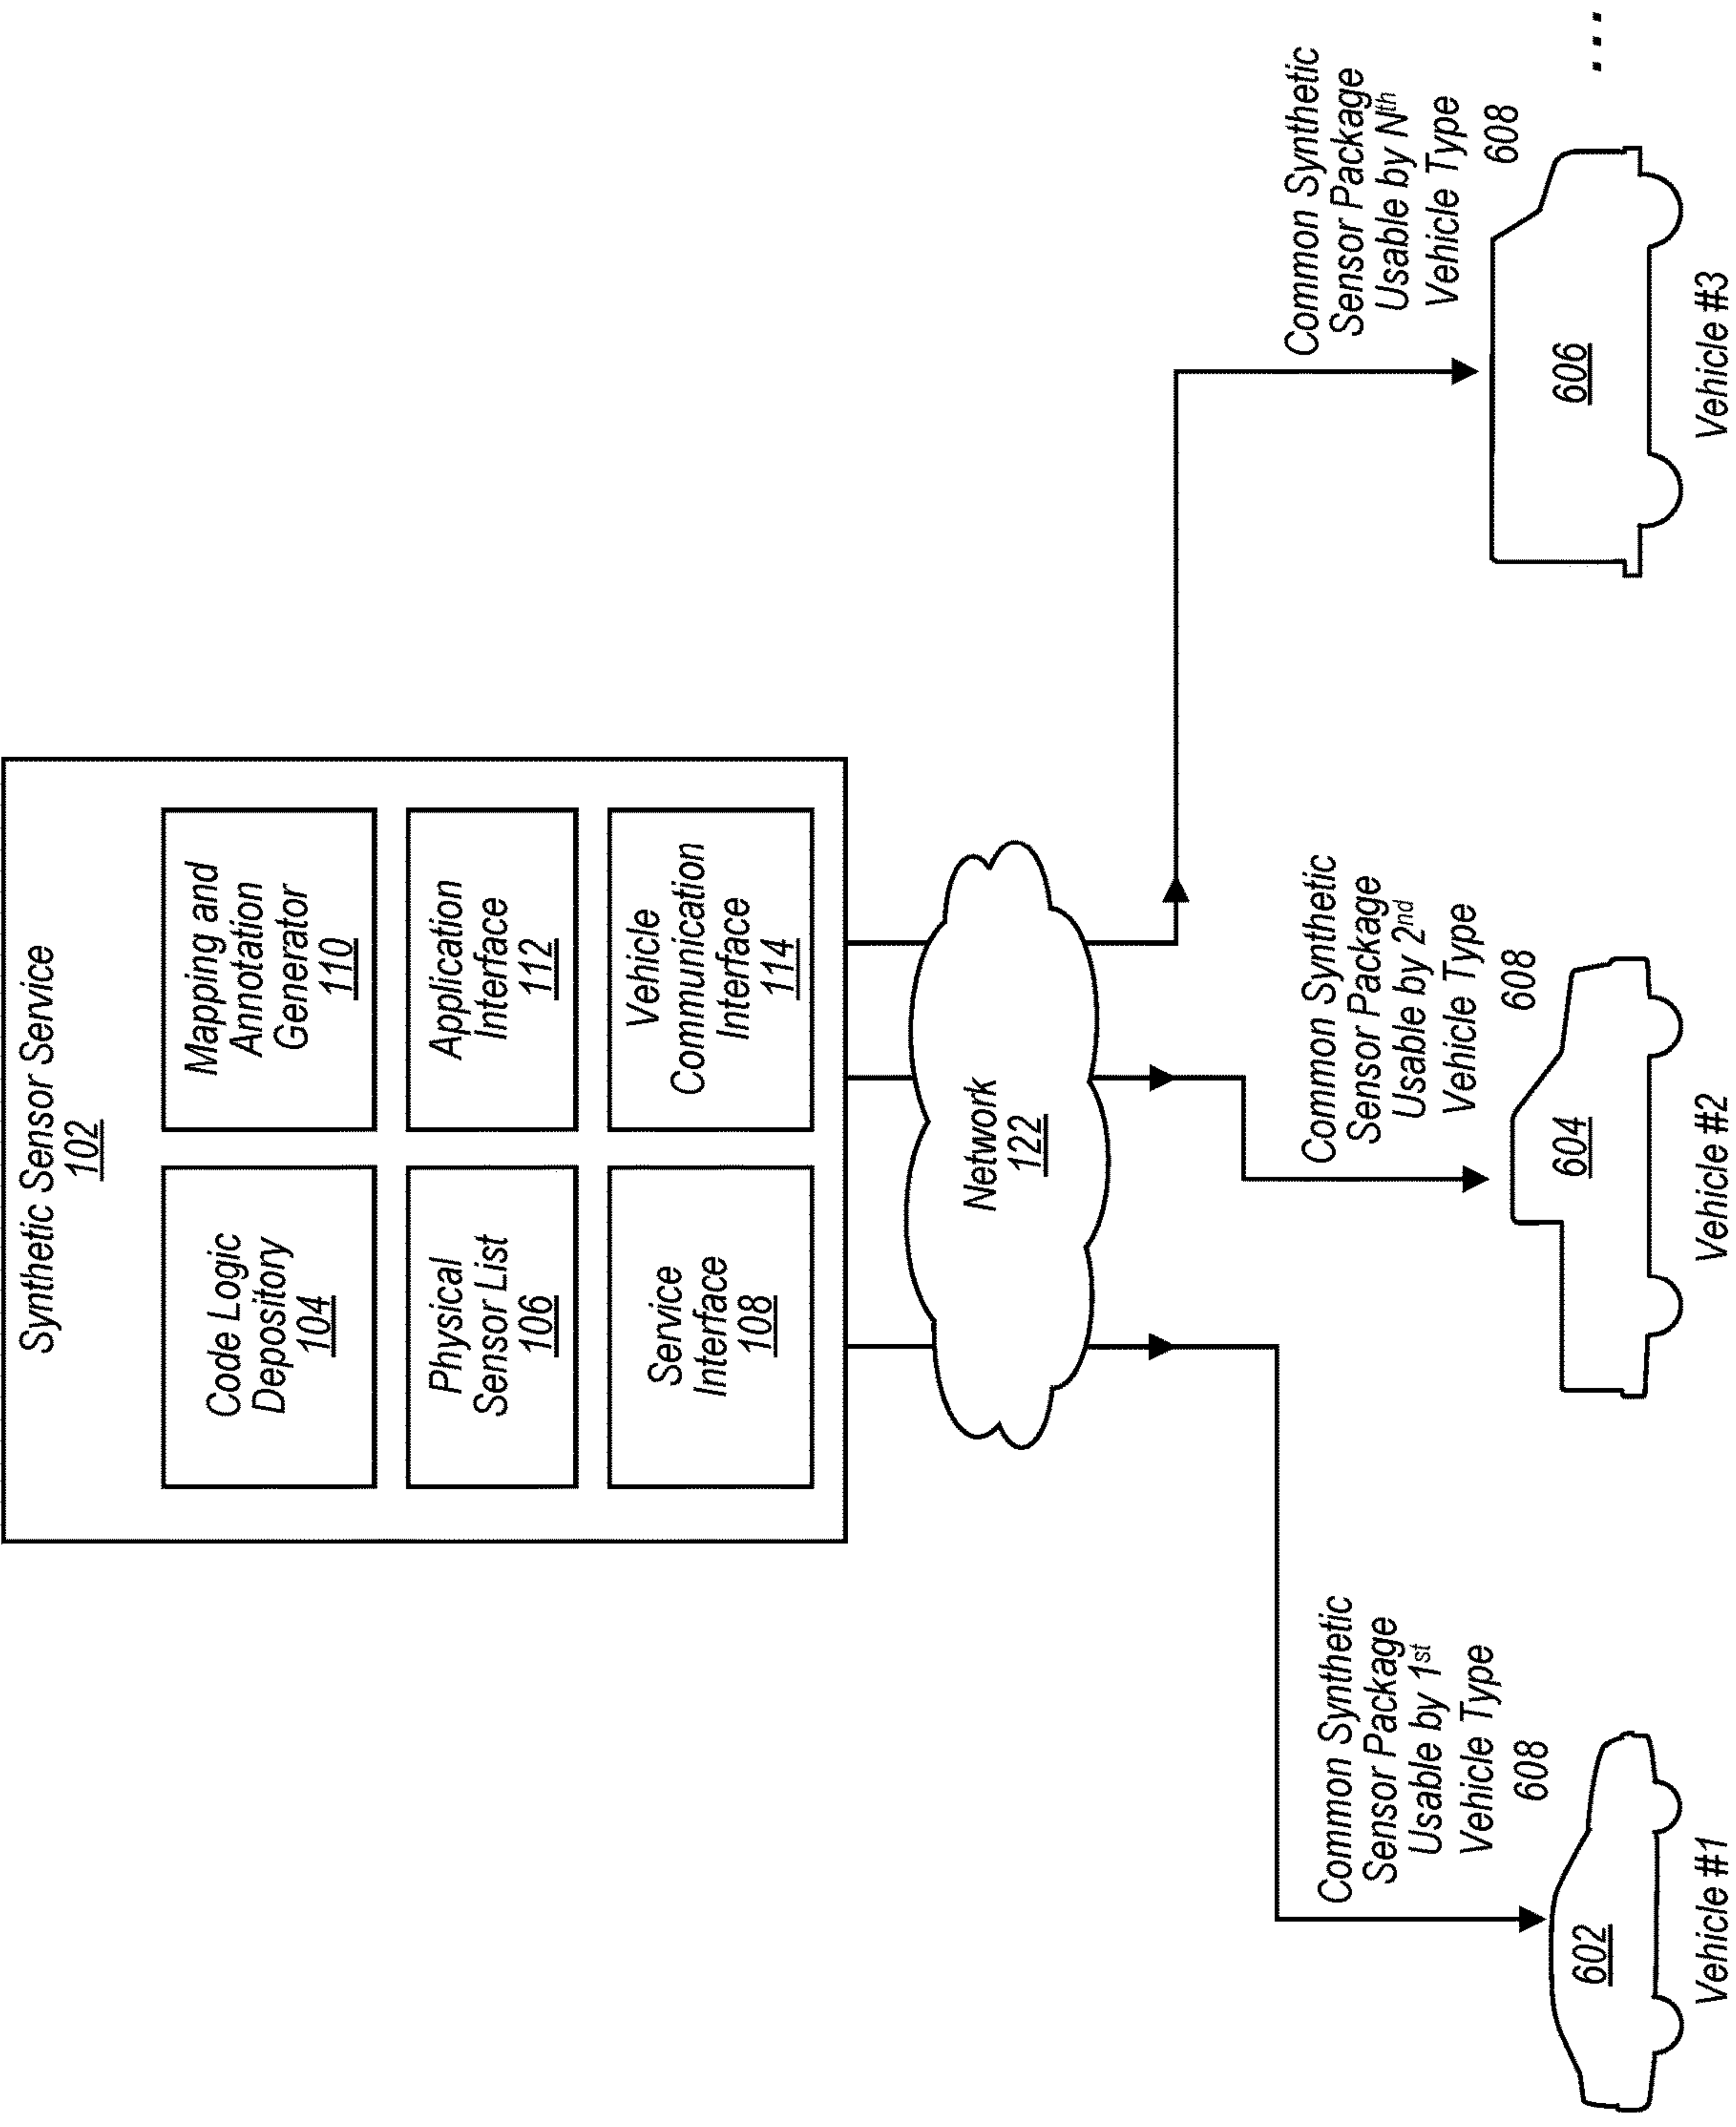 Synthetic Sensor Service
102
Code Logic
Depository
104
Mapping and
Annotation
Generator
110
Physical
Sensor List
106
Application
Interface
112
Service
Interface
108
Vehicle
Communication
Interface
114
Network
122
Common Synthetic
Sensor Package
Usable by 1st
Vehicle Type
608
602
Vehicle #1
Common Synthetic
Sensor Package
Usable by 2nd
Vehicle Type
608
604
Vehicle #2
Common Synthetic
Sensor Package
Usable by Nth
Vehicle Type
608
606
Vehicle #3
...